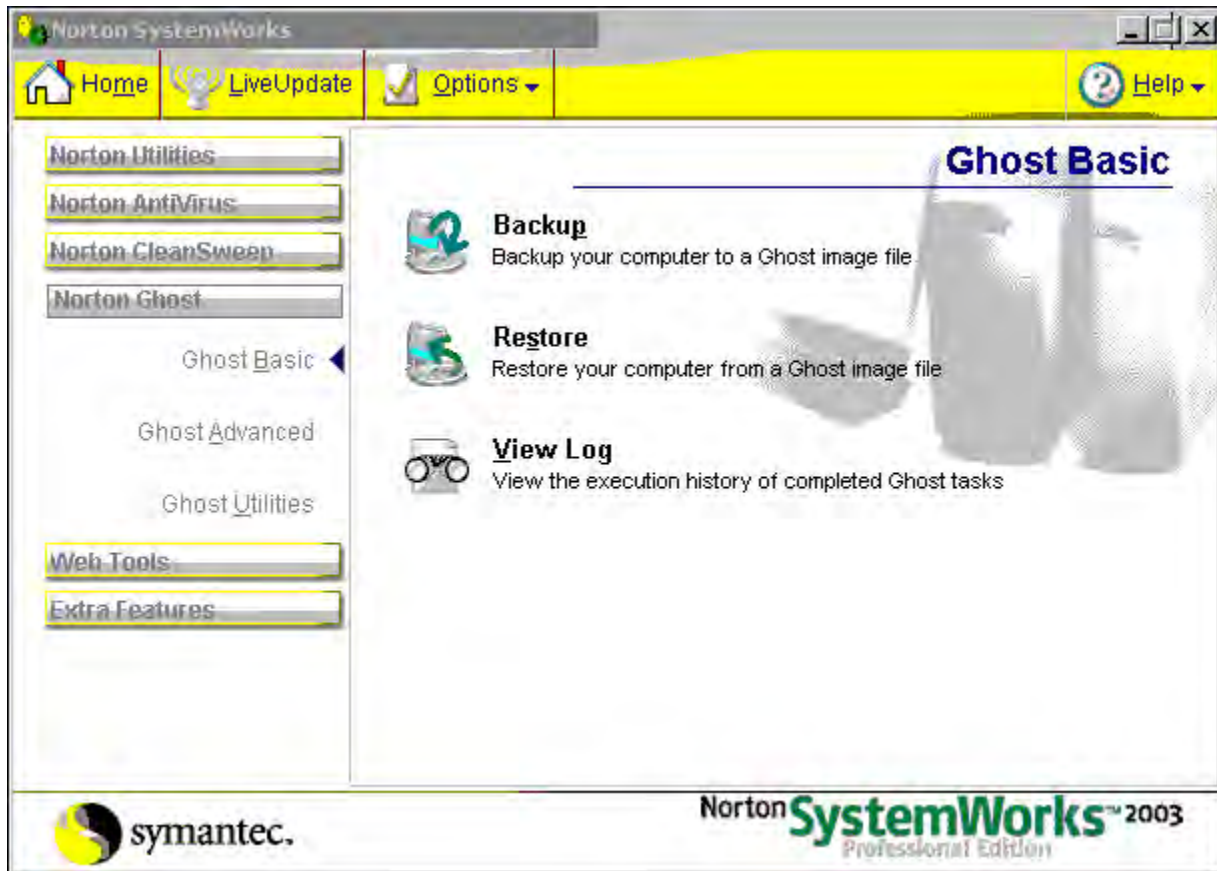 Norton SystemWorks
Home
LiveUpdate
Options
Help
Norton Utilities
Norton AntiVirus
Norton CleanSweep
Norton Ghost
Ghost Basic
Ghost Advanced
Ghost Utilities
Web Tools
Extra Features
Ghost Basic
Backup
Backup your computer to a Ghost image file
Restore
Restore your computer from a Ghost image file
View Log
View the execution history of completed Ghost tasks
symantec.
Norton SystemWorks™ 2003
Professional Edition